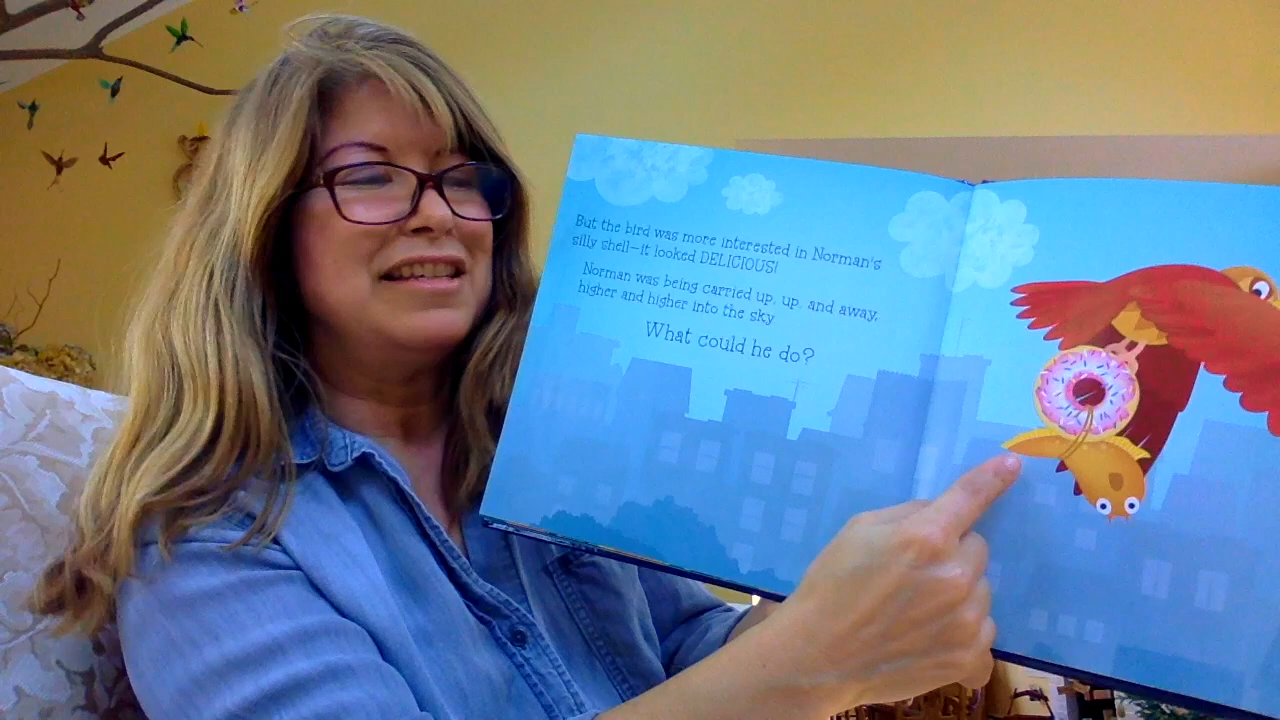 But the bird was more interested in Norman's
silly shell—it looked DELICIOUS!
Norman was being carried up, up, and away,
higher and higher into the sky
What could he do?